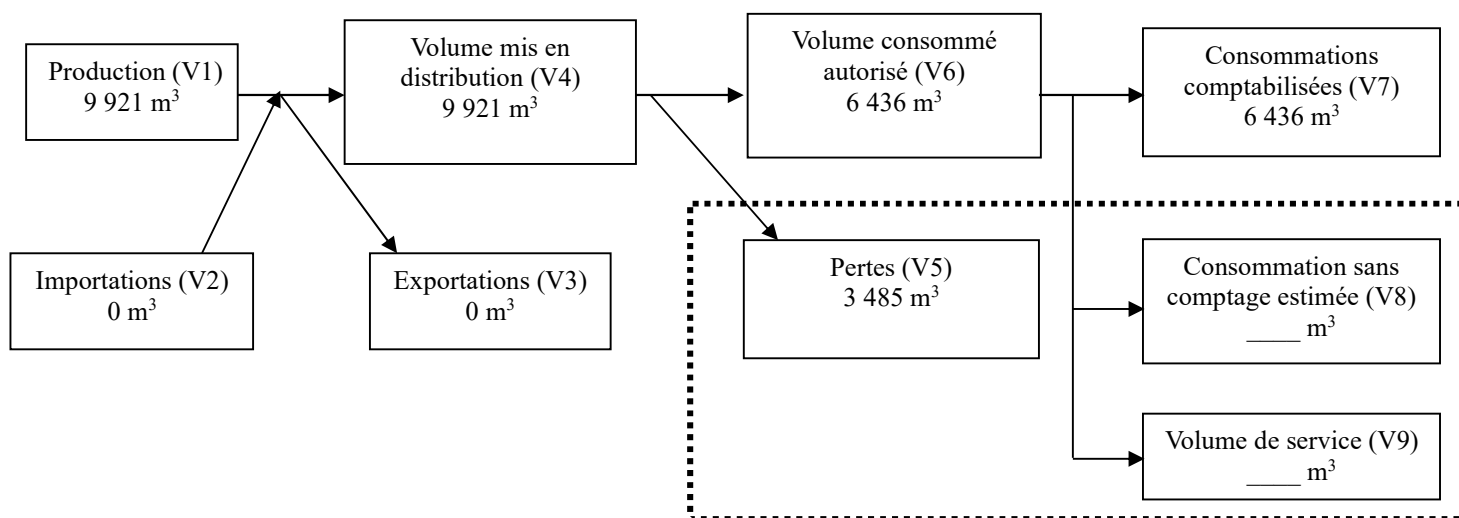 Production (V1)
9 921 m³
Volume mis en
distribution (V4)
9 921 m³
Volume consommé
autorisé (V6)
6 436 m³
Consommations
comptabilisées (V7)
6 436 m³
Importations (V2)
0 m³
Exportations (V3)
0 m³
Pertes (V5)
3 485 m³
Consommation sans
comptage estimée (V8)
____ m³
Volume de service (V9)
____ m³